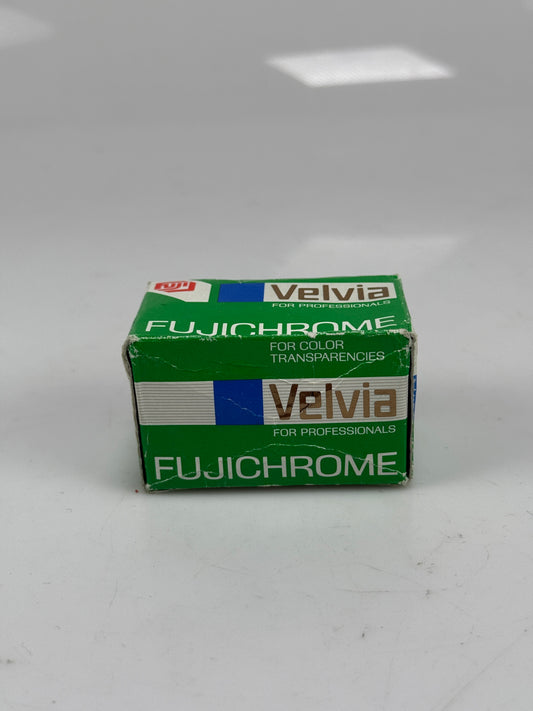 FUJI
Velvia
FOR PROFESSIONALS
FUJICHROME
FOR COLOR
TRANSPARENCIES
Velvia
FOR PROFESSIONALS
FUJICHROME